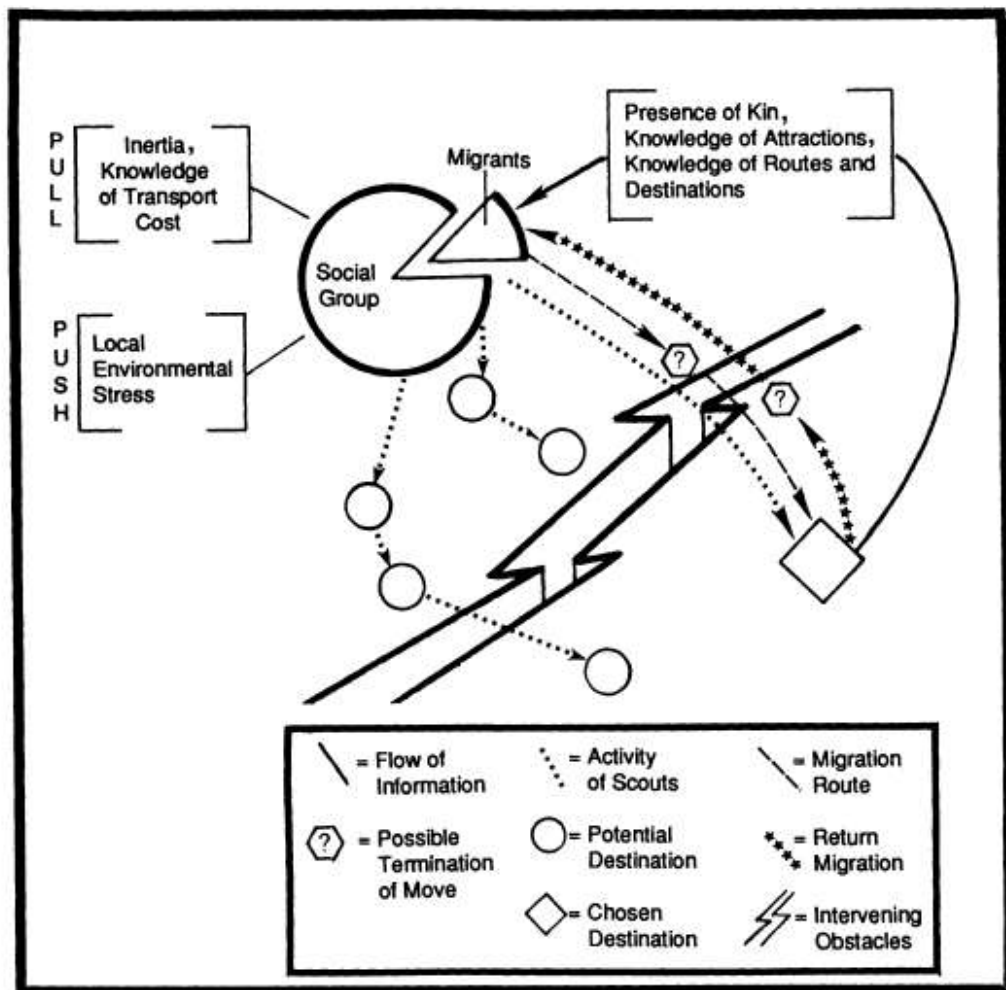 PULL
Inertia,
Knowledge
of Transport
Cost
Migrants
Presence of Kin,
Knowledge of Attractions,
Knowledge of Routes and
Destinations
Social
Group
PUSH
Local
Environmental
Stress
?
?
= Flow of
Information
= Activity
of Scouts
= Migration
Route
? = Possible
Termination
of Move
= Potential
Destination
= Return
Migration
= Chosen
Destination
= Intervening
Obstacles